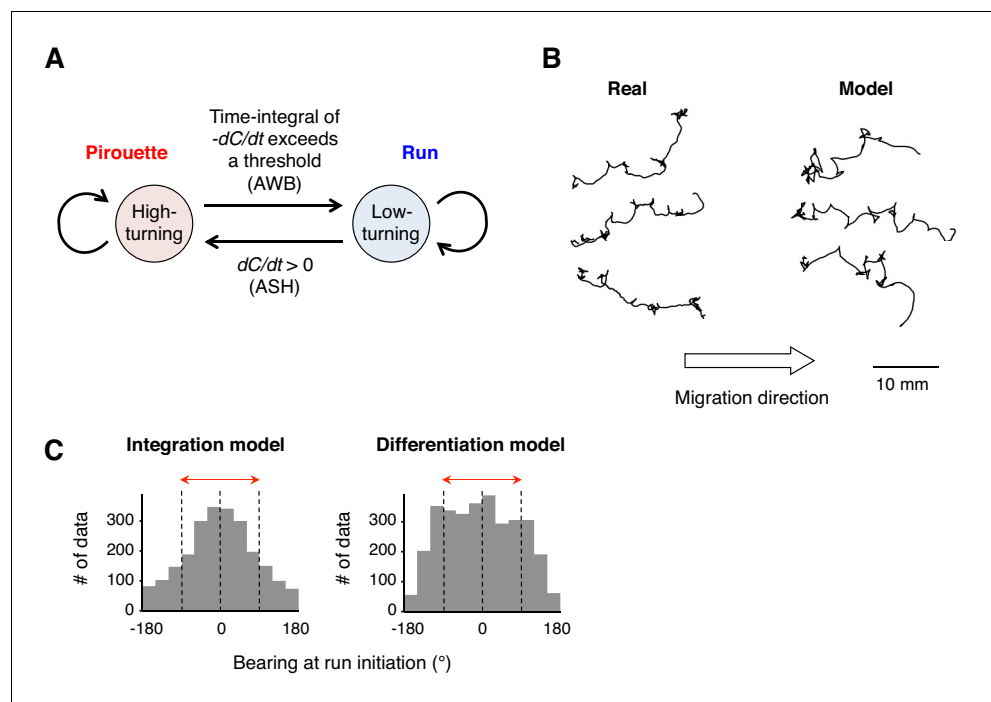 A
Time-integral of
-dC/dt exceeds
a threshold
(AWB)
Pirouette
Run
High-
turning
Low-
turning
dC/dt > 0
(ASH)
B
Real
Model
Migration direction
10 mm
C
Integration model
Differentiation model
# of data
300
200
100
0
-180
0
180
# of data
300
200
100
0
-180
0
180
Bearing at run initiation (°)